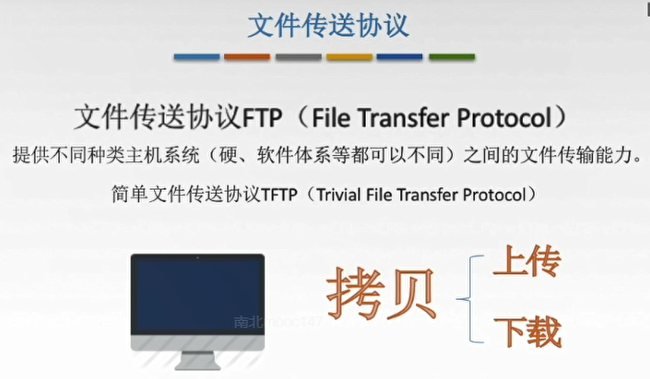 文件传送协议
文件传送协议FTP（File Transfer Protocol）
提供不同种类主机系统（硬、软件体系等都可以不同）之间的文件传输能力。
简单文件传送协议TFTP（Trivial File Transfer Protocol）
拷贝
上传
下载